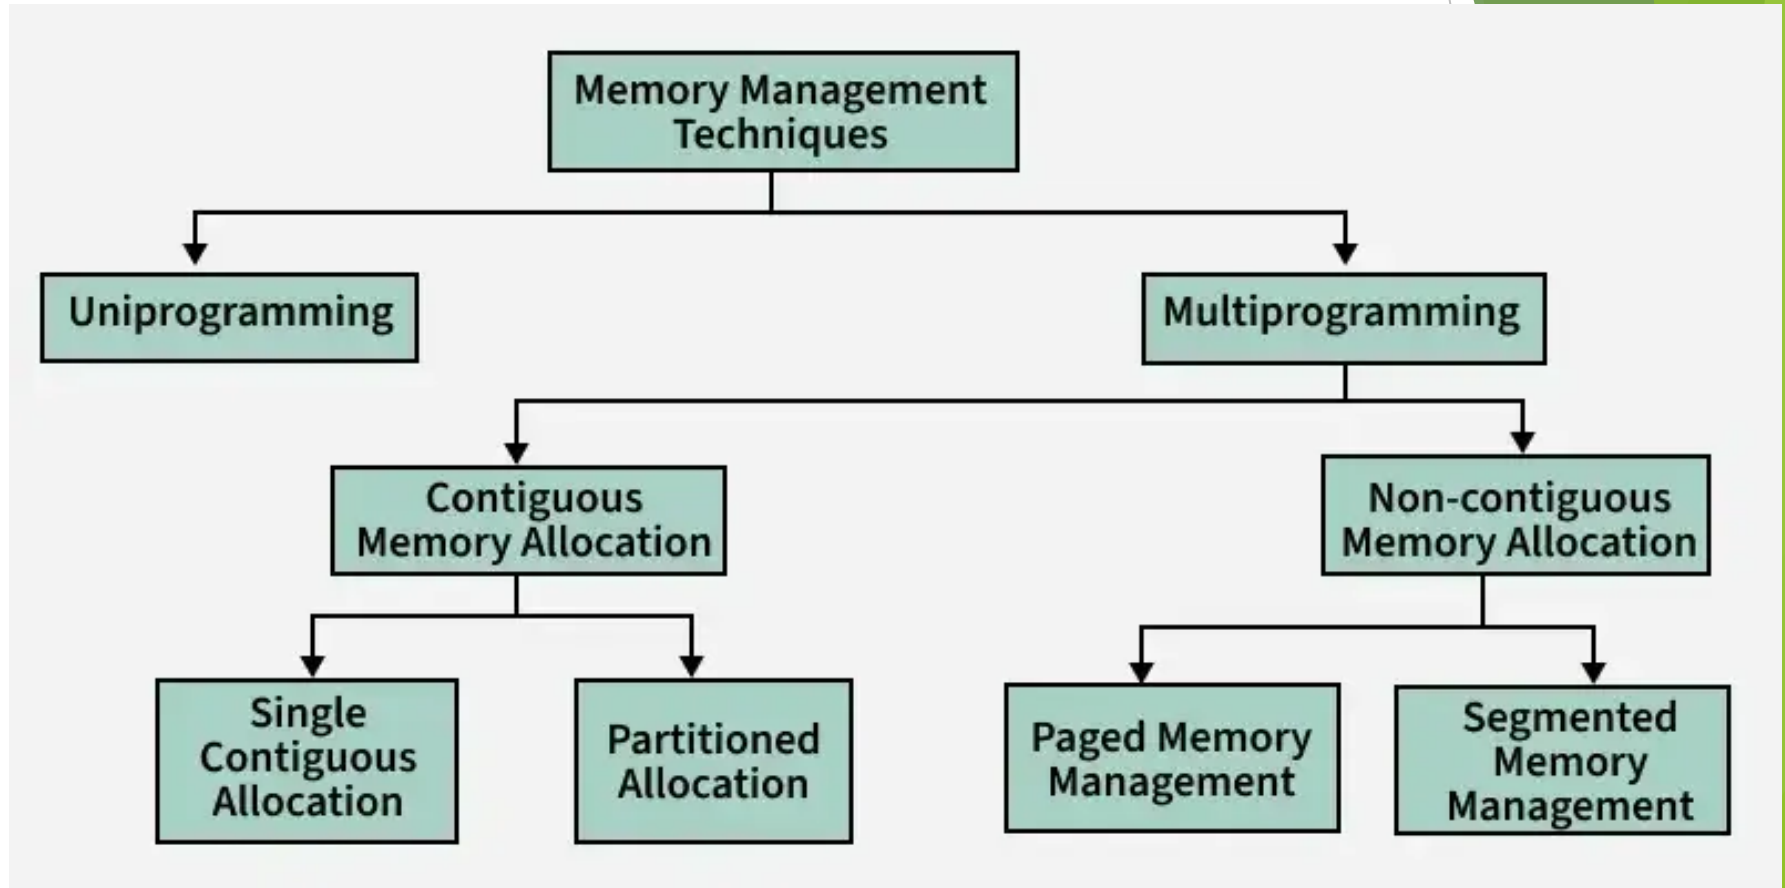 Memory Management
Techniques
Uniprogramming
Multiprogramming
Contiguous
Memory Allocation
Non-contiguous
Memory Allocation
Single
Contiguous
Allocation
Partitioned
Allocation
Paged Memory
Management
Segmented
Memory
Management